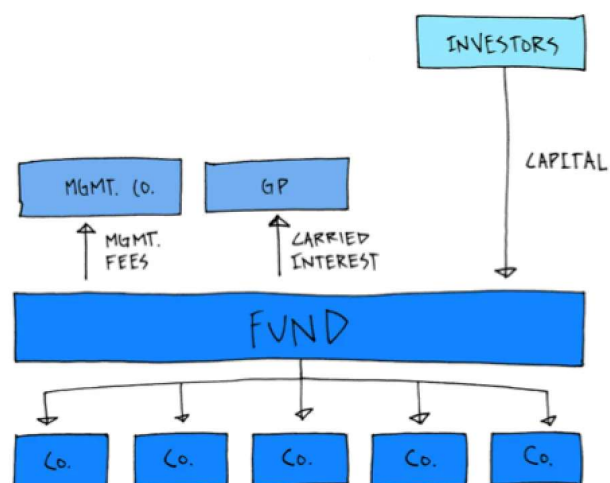 INVESTORS
CAPITAL
MGMT. CO.
GP
MGMT.
FEES
CARRIED
INTEREST
FUND
Co.
Co.
Co.
Co.
Co.